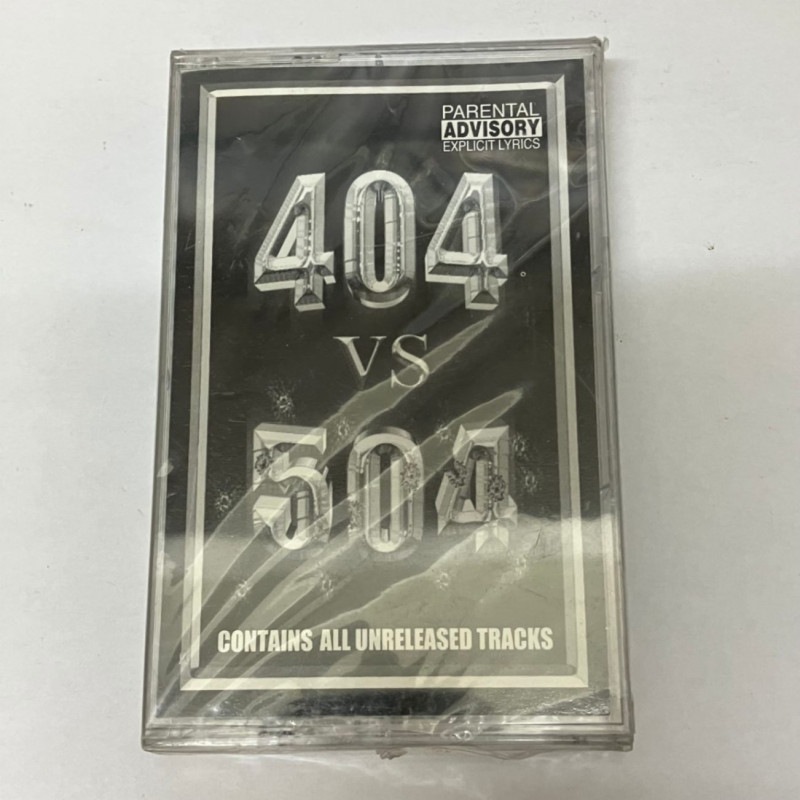 PARENTAL
ADVISORY
EXPLICIT LYRICS
404
VS
504
CONTAINS ALL UNRELEASED TRACKS